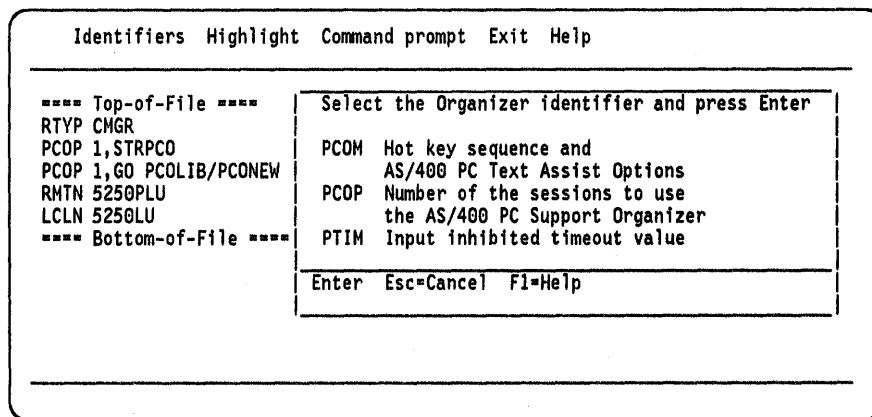 Identifiers Highlight Command prompt Exit Help
==== Top-of-File ====
RTYP CMGR
PCOP 1,STRPCO
PCOP 1,GO PCOLIB/PCONEW
RMTN 5250PLU
LCLN 5250LU
==== Bottom-of-File ====
Select the Organizer identifier and press Enter
PCOM Hot key sequence and
AS/400 PC Text Assist Options
PCOP Number of the sessions to use
the AS/400 PC Support Organizer
PTIM Input inhibited timeout value
Enter Esc=Cancel F1=Help